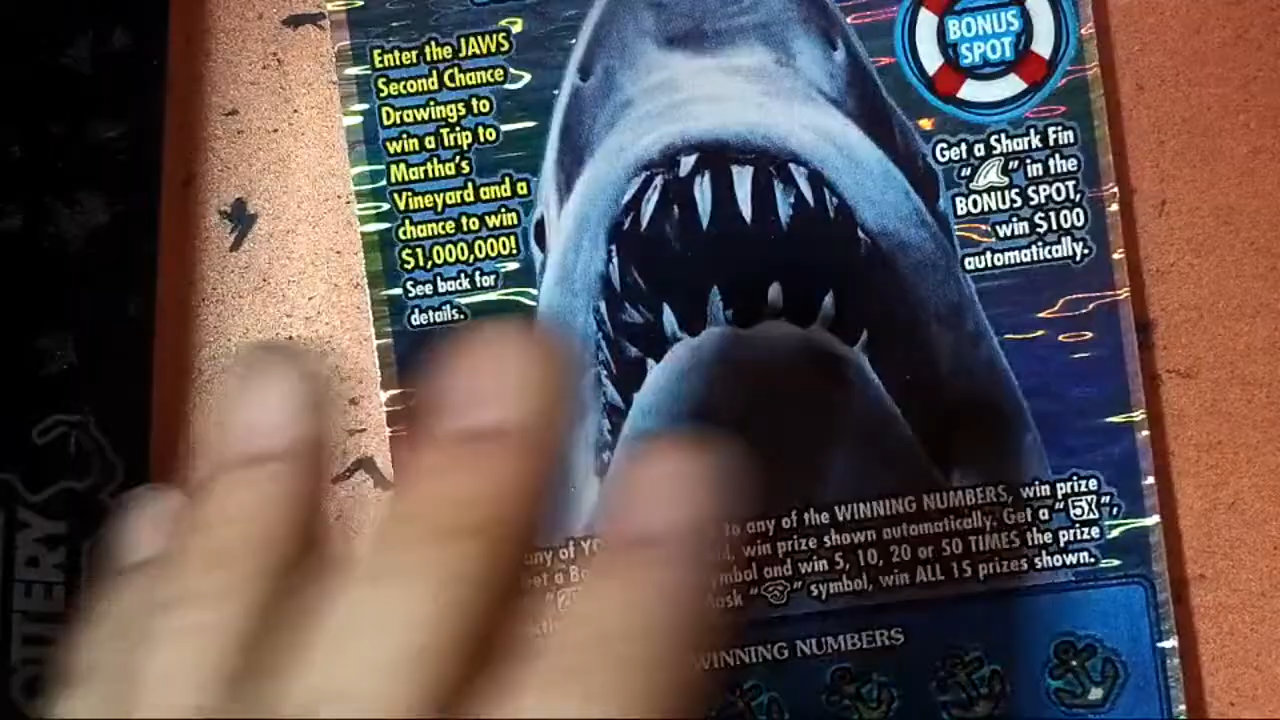 Enter the JAWS
Second Chance
Drawings to
win a Trip to
Martha's
Vineyard and a
chance to win
$1,000,000!
See back for
details.
BONUS
SPOT
Get a Shark Fin
" " in the
BONUS SPOT,
win $100
automatically.
any of to any of the WINNING NUMBERS, win prize
win prize shown automatically. Get a "5X",
and win 5, 10, 20 or 50 TIMES the prize
" " symbol, win ALL 15 prizes shown.
WINNING NUMBERS